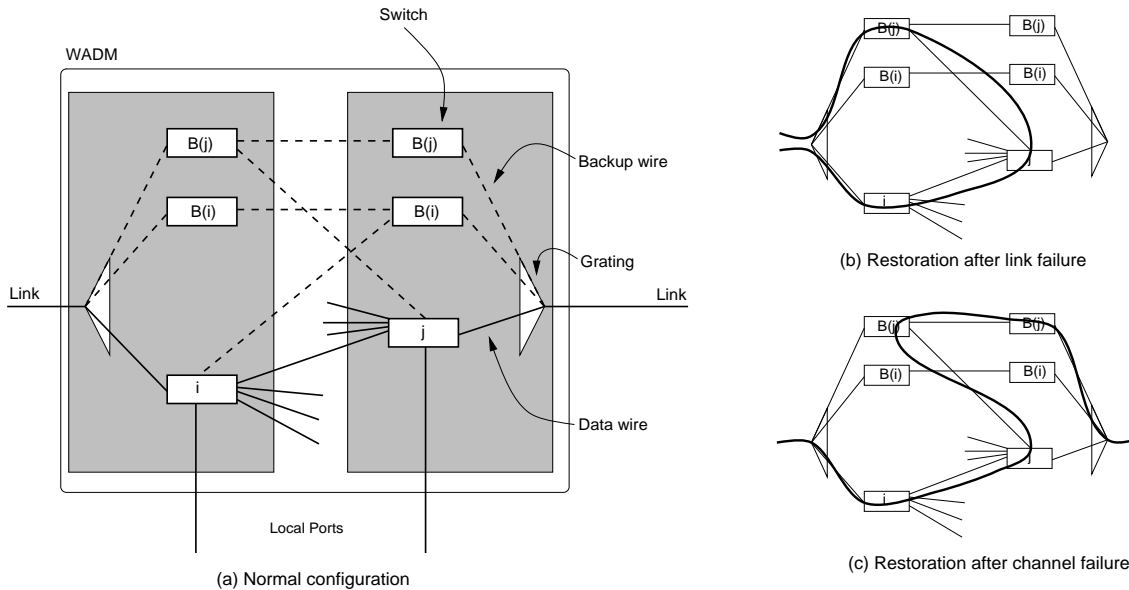 Switch
WADM
B(j)
B(j)
Backup wire
B(i)
B(i)
Grating
Link
Link
j
i
Data wire
Local Ports
(a) Normal configuration
B(j)
B(j)
B(i)
B(i)
j
i
(b) Restoration after link failure
B(j)
B(j)
B(i)
B(i)
j
i
(c) Restoration after channel failure